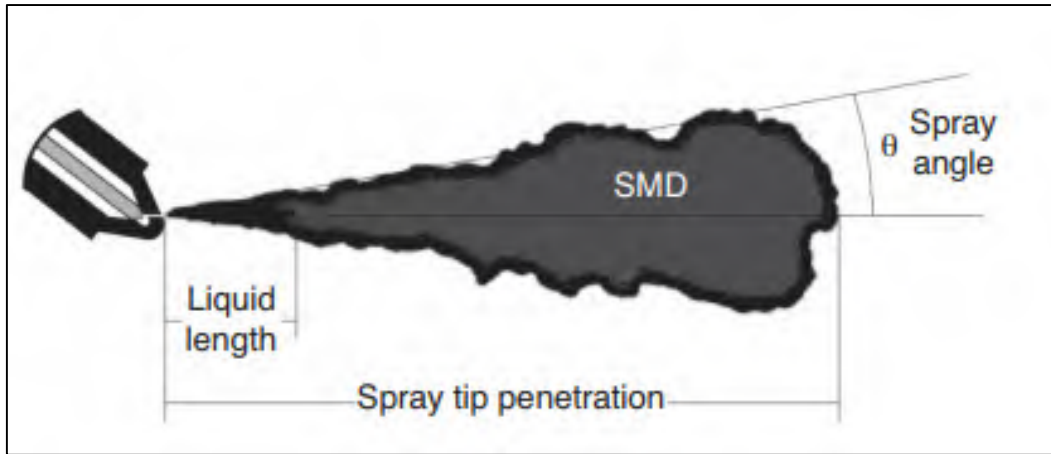 SMD
θ
Spray
angle
Liquid
length
Spray tip penetration